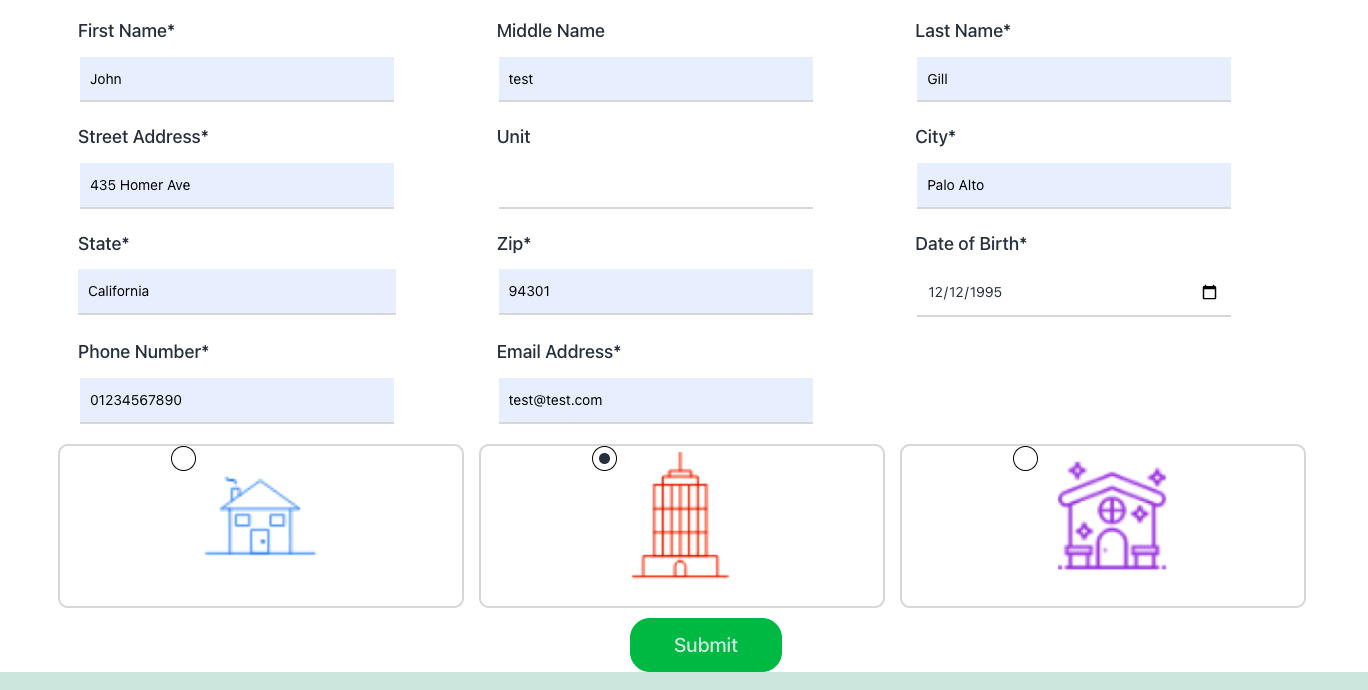 First Name* Middle Name Last Name*
John test Gill
Street Address* Unit City*
435 Homer Ave Palo Alto
State* Zip* Date of Birth*
California 94301 12/12/1995
Phone Number* Email Address*
01234567890 test@test.com
Submit